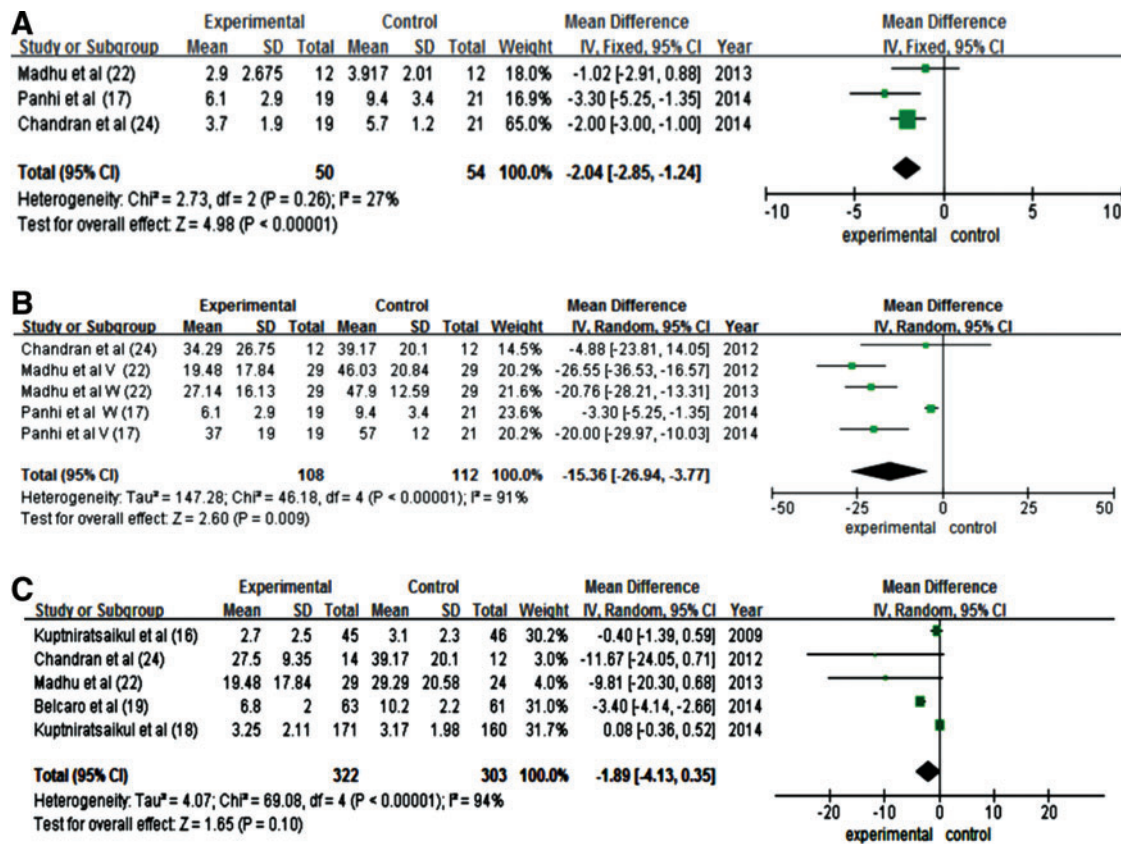 A
Experimental Control Mean Difference Mean Difference
Study or Subgroup Mean SD Total Mean SD Total Weight IV, Fixed, 95% CI Year IV, Fixed, 95% CI
Madhu et al (22) 2.9 2.675 12 3.917 2.01 12 18.0% -1.02 [-2.91, 0.88] 2013
Panhi et al (17) 6.1 2.9 19 9.4 3.4 21 16.9% -3.30 [-5.25, -1.35] 2014
Chandran et al (24) 3.7 1.9 19 5.7 1.2 21 65.0% -2.00 [-3.00, -1.00] 2014
Total (95% CI) 50 54 100.0% -2.04 [-2.85, -1.24]
Heterogeneity: Chi² = 2.73, df = 2 (P = 0.26); I² = 27%
Test for overall effect: Z = 4.98 (P < 0.00001)
-10 -5 0 5 10
experimental control
B
Experimental Control Mean Difference Mean Difference
Study or Subgroup Mean SD Total Mean SD Total Weight IV, Random, 95% CI Year IV, Random, 95% CI
Chandran et al (24) 34.29 26.75 12 39.17 20.1 12 14.5% -4.88 [-23.81, 14.05] 2012
Madhu et al V (22) 19.48 17.84 29 46.03 20.84 29 20.2% -26.55 [-36.53, -16.57] 2012
Madhu et al W (22) 27.14 16.13 29 47.9 12.59 29 21.6% -20.76 [-28.21, -13.31] 2013
Panhi et al W (17) 6.1 2.9 19 9.4 3.4 21 23.6% -3.30 [-5.25, -1.35] 2014
Panhi et al V (17) 37 19 19 57 12 21 20.2% -20.00 [-29.97, -10.03] 2014
Total (95% CI) 108 112 100.0% -15.36 [-26.94, -3.77]
Heterogeneity: Tau² = 147.28; Chi² = 46.18, df = 4 (P < 0.00001); I² = 91%
Test for overall effect: Z = 2.60 (P = 0.009)
-50 -25 0 25 50
experimental control
C
Experimental Control Mean Difference Mean Difference
Study or Subgroup Mean SD Total Mean SD Total Weight IV, Random, 95% CI Year IV, Random, 95% CI
Kuptniratsaikul et al (16) 2.7 2.5 45 3.1 2.3 46 30.2% -0.40 [-1.39, 0.59] 2009
Chandran et al (24) 27.5 9.35 14 39.17 20.1 12 3.0% -11.67 [-24.05, 0.71] 2012
Madhu et al (22) 19.48 17.84 29 29.29 20.58 24 4.0% -9.81 [-20.30, 0.68] 2013
Belcaro et al (19) 6.8 2 63 10.2 2.2 61 31.0% -3.40 [-4.14, -2.66] 2014
Kuptniratsaikul et al (18) 3.25 2.11 171 3.17 1.98 160 31.7% 0.08 [-0.36, 0.52] 2014
Total (95% CI) 322 303 100.0% -1.89 [-4.13, 0.35]
Heterogeneity: Tau² = 4.07; Chi² = 69.08, df = 4 (P < 0.00001); I² = 94%
Test for overall effect: Z = 1.65 (P = 0.10)
-20 -10 0 10 20
experimental control